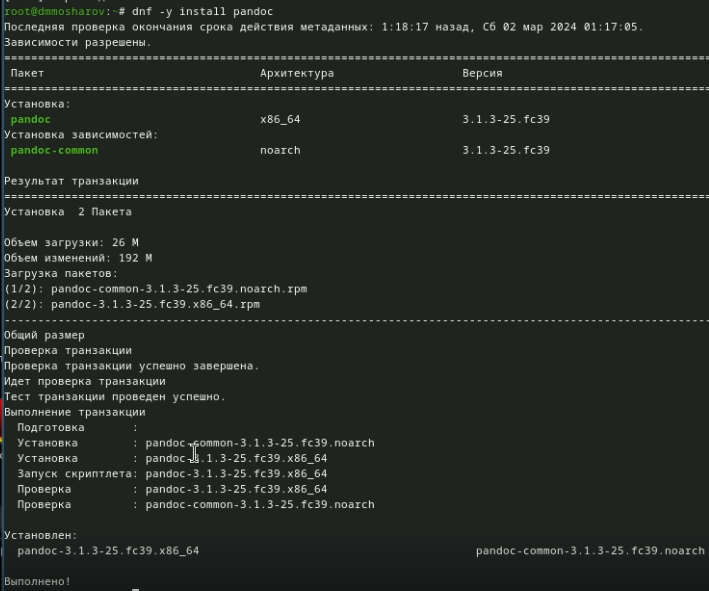 root@dmmosharov:~# dnf -y install pandoc
Последняя проверка окончания срока действия метаданных: 1:18:17 назад, Сб 02 мар 2024 01:17:05.
Зависимости разрешены.
================================================================================
Пакет Архитектура Версия
================================================================================
Установка:
pandoc x86_64 3.1.3-25.fc39
Установка зависимостей:
pandoc-common noarch 3.1.3-25.fc39
Результат транзакции
================================================================================
Установка 2 Пакета
Объем загрузки: 26 M
Объем изменений: 192 M
Загрузка пакетов:
(1/2): pandoc-common-3.1.3-25.fc39.noarch.rpm
(2/2): pandoc-3.1.3-25.fc39.x86_64.rpm
--------------------------------------------------------------------------------
Общий размер
Проверка транзакции
Проверка транзакции успешно завершена.
Идет проверка транзакции
Тест транзакции проведен успешно.
Выполнение транзакции
Подготовка :
Установка : pandoc-common-3.1.3-25.fc39.noarch
Установка : pandoc-3.1.3-25.fc39.x86_64
Запуск скриптлета: pandoc-3.1.3-25.fc39.x86_64
Проверка : pandoc-3.1.3-25.fc39.x86_64
Проверка : pandoc-common-3.1.3-25.fc39.noarch
Установлен:
pandoc-3.1.3-25.fc39.x86_64 pandoc-common-3.1.3-25.fc39.noarch
Выполнено!